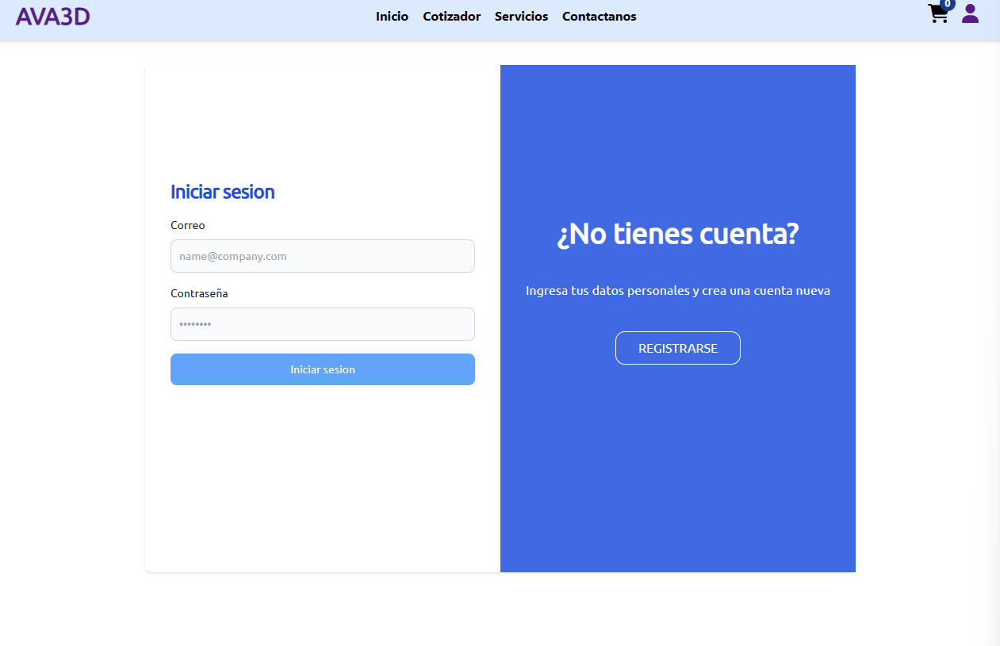 AVA3D
Inicio Cotizador Servicios Contactanos
0
Iniciar sesion
Correo
name@company.com
Contraseña
••••••••
Iniciar sesion
¿No tienes cuenta?
Ingresa tus datos personales y crea una cuenta nueva
REGISTRARSE